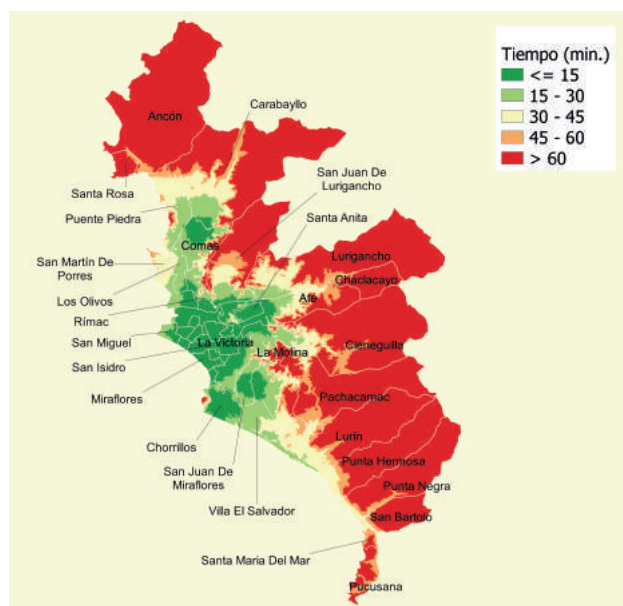 Tiempo (min.)
<= 15
15 - 30
30 - 45
45 - 60
> 60
Carabayllo
Ancón
San Juan De
Lurigancho
Santa Rosa
Santa Anita
Puente Piedra
Comas
San Martín De
Porres
Lurigancho
Chaclacayo
Los Olivos
Ate
Rímac
San Miguel
La Victoria
La Molina
Cieneguilla
San Isidro
Miraflores
Pachacamac
Chorrillos
Lurín
San Juan De
Miraflores
Punta Hermosa
Punta Negra
Villa El Salvador
San Bartolo
Santa Maria Del Mar
Pucusana